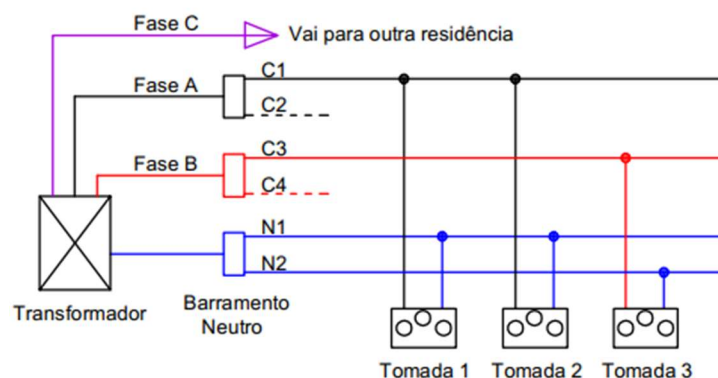 Fase C
Vai para outra residência
Fase A
C1
C2
Fase B
C3
C4
N1
N2
Transformador
Barramento
Neutro
Tomada 1
Tomada 2
Tomada 3